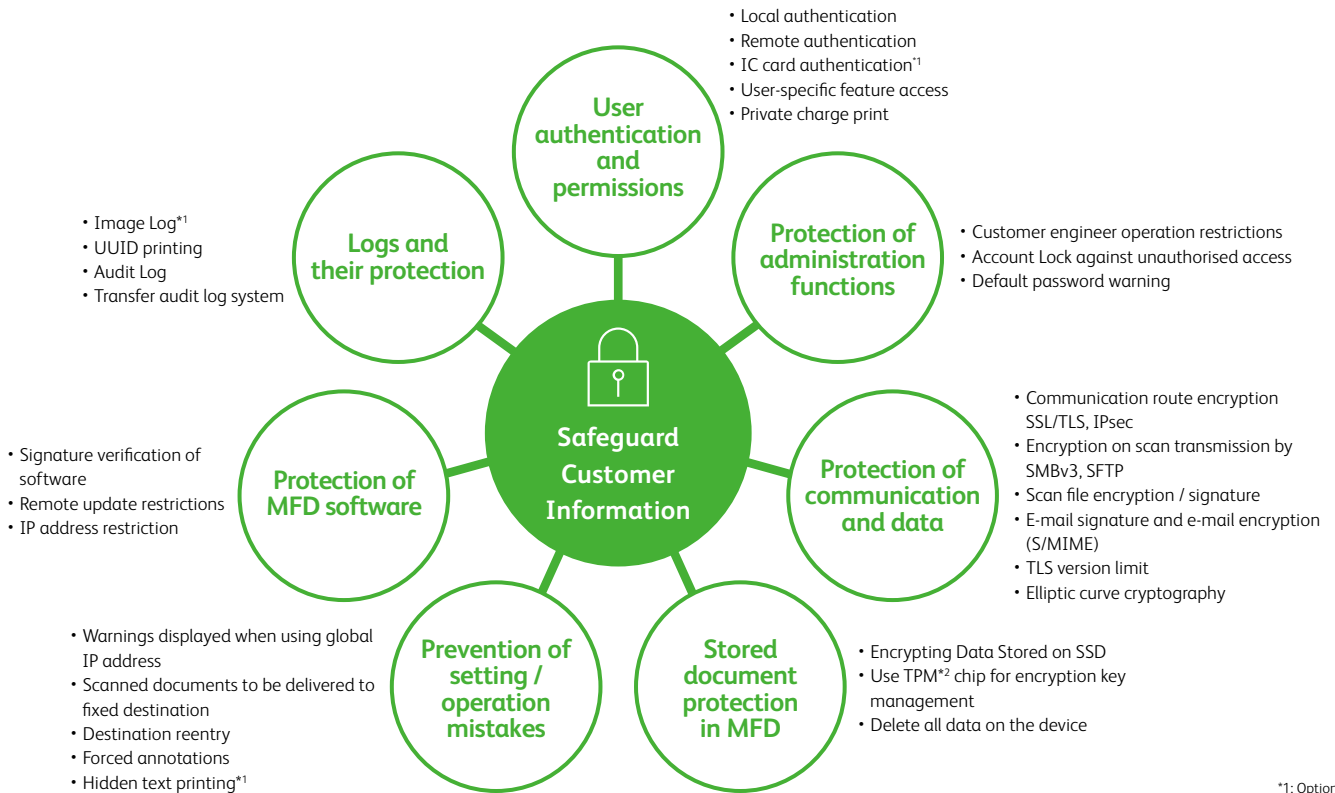 • Local authentication
• Remote authentication
• IC card authentication*1
• User-specific feature access
• Private charge print
User
authentication
and
permissions
• Image Log*1
• UUID printing
• Audit Log
• Transfer audit log system
Logs and
their protection
Protection of
administration
functions
• Customer engineer operation restrictions
• Account Lock against unauthorised access
• Default password warning
Safeguard
Customer
Information
• Signature verification of
software
• Remote update restrictions
• IP address restriction
Protection of
MFD software
Protection of
communication
and data
• Communication route encryption
SSL/TLS, IPsec
• Encryption on scan transmission by
SMBv3, SFTP
• Scan file encryption / signature
• E-mail signature and e-mail encryption
(S/MIME)
• TLS version limit
• Elliptic curve cryptography
• Warnings displayed when using global
IP address
• Scanned documents to be delivered to
fixed destination
• Destination reentry
• Forced annotations
• Hidden text printing*1
Prevention of
setting /
operation
mistakes
Stored
document
protection
in MFD
• Encrypting Data Stored on SSD
• Use TPM*2 chip for encryption key
management
• Delete all data on the device
*1: